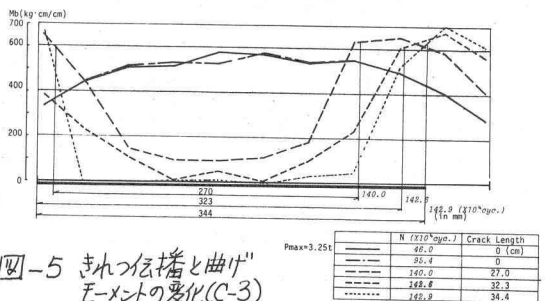 Mb(kg·cm/cm)
700
600
400
200
0
270
323
344
140.0
142.6
142.9 (X10⁴cyc.)
(in mm)
Pmax=3.25t
N (X10⁴cyc.) Crack Length
46.0 0 (cm)
95.4 0
140.0 27.0
142.6 32.3
142.9 34.4
図-5 きれつ伝播と曲げ
モーメントの変化(C-3)